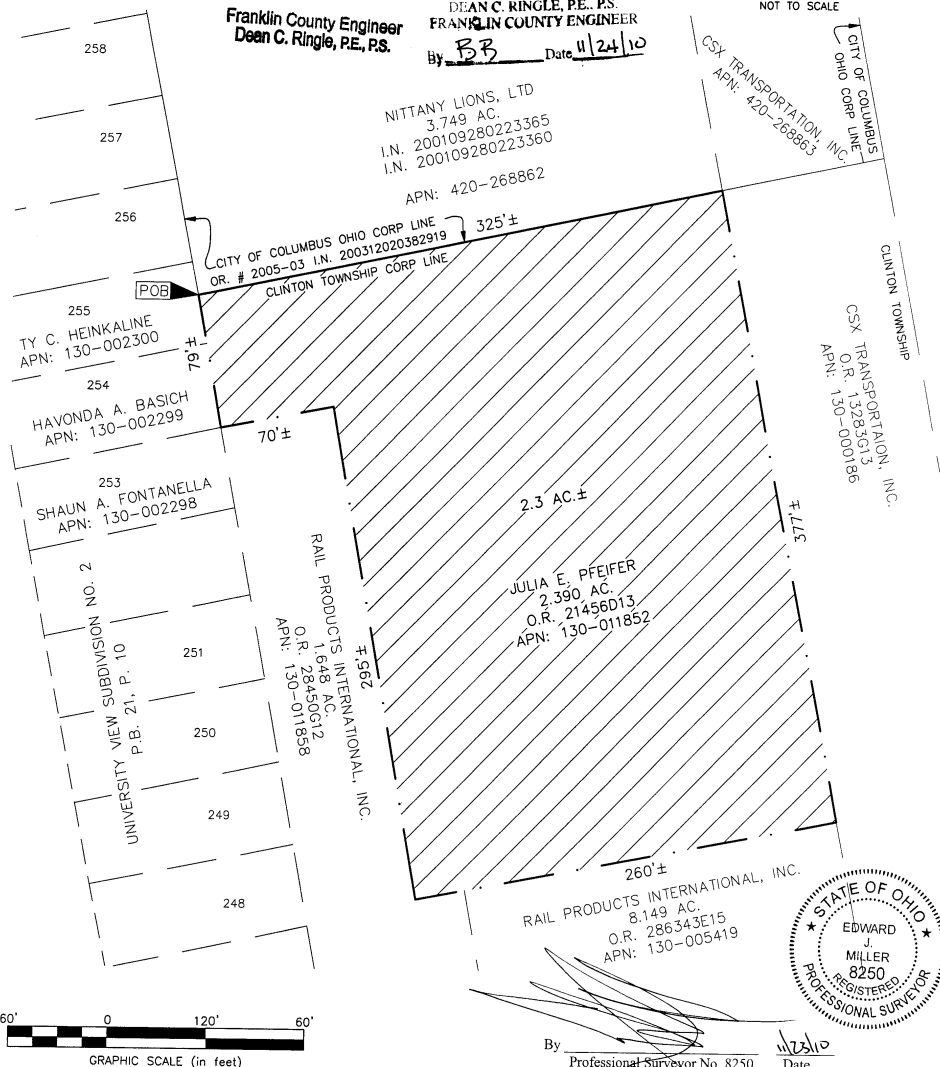 Franklin County Engineer
Dean C. Ringle, P.E., P.S.
DEAN C. RINGLE, P.E., P.S.
FRANKLIN COUNTY ENGINEER
By BB Date 11/24/10
NOT TO SCALE
CITY OF COLUMBUS
OHIO CORP LINE
CSX TRANSPORTATION, INC.
APN: 420-268863
258
257
256
NITTANY LIONS, LTD
3.749 AC.
I.N. 200109280223365
I.N. 200109280223360
APN: 420-268862
CITY OF COLUMBUS OHIO CORP LINE
OR. # 2005-03 I.N. 200312020382919
325'±
CLINTON TOWNSHIP CORP LINE
POB
255
TY C. HEINKALINE
APN: 130-002300
79'±
254
HAVONDA A. BASICH
APN: 130-002299
70'±
253
SHAUN A. FONTANELLA
APN: 130-002298
CLINTON TOWNSHIP
CSX TRANSPORTAION, INC.
O.R. 13283G13
APN: 130-000186
2.3 AC.±
377'±
JULIA E. PFEIFER
2.390 AC.
O.R. 21456D13
APN: 130-011852
UNIVERSITY VIEW SUBDIVISION NO. 2
P.B. 21, P. 10
251
250
249
248
RAIL PRODUCTS INTERNATIONAL, INC.
1.648 AC.
O.R. 28450G12
APN: 130-011858
295'±
260'±
RAIL PRODUCTS INTERNATIONAL, INC.
8.149 AC.
O.R. 286343E15
APN: 130-005419
STATE OF OHIO
EDWARD
J.
MILLER
8250
REGISTERED
PROFESSIONAL SURVEYOR
60' 0 120' 60'
GRAPHIC SCALE (in feet)
By
11/23/10
Professional Surveyor No. 8250 Date